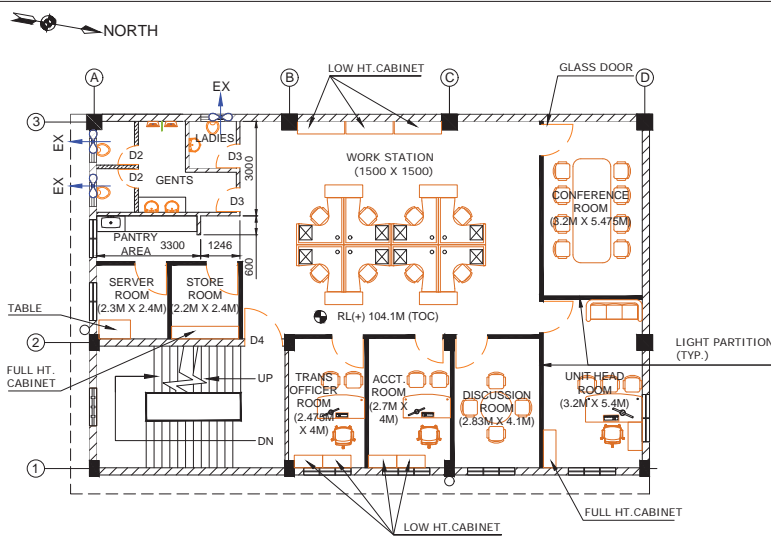 NORTH
LOW HT.CABINET
GLASS DOOR
A
EX
B
C
D
3
LADIES
EX
D2
D3
WORK STATION
(1500 X 1500)
D2
GENTS
3000
EX
D3
CONFERENCE
ROOM
(3.2M X 5.475M)
PANTRY
AREA
3300
1246
600
SERVER
ROOM
(2.3M X 2.4M)
STORE
ROOM
(2.2M X 2.4M)
TABLE
RL(+) 104.1M (TOC)
2
D4
LIGHT PARTITION
(TYP.)
FULL HT.
CABINET
UP
TRANS
OFFICER
ROOM
(2.475M
X 4M)
ACCT.
ROOM
(2.7M X
4M)
DISCUSSION
ROOM
(2.83M X 4.1M)
UNIT HEAD
ROOM
(3.2M X 5.4M)
DN
1
LOW HT.CABINET
FULL HT.CABINET